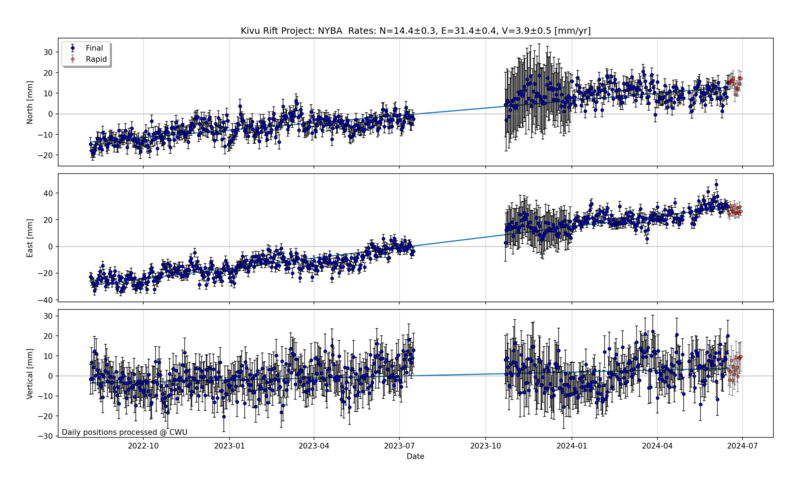 Kivu Rift Project: NYBA Rates: N=14.4±0.3, E=31.4±0.4, V=3.9±0.5 [mm/yr]
Final
Rapid
North [mm]
30
20
10
0
−10
−20
East [mm]
40
20
0
−20
−40
Vertical [mm]
30
20
10
0
−10
−20
−30
Daily positions processed @ CWU
2022-10 2023-01 2023-04 2023-07 2023-10 2024-01 2024-04 2024-07
Date